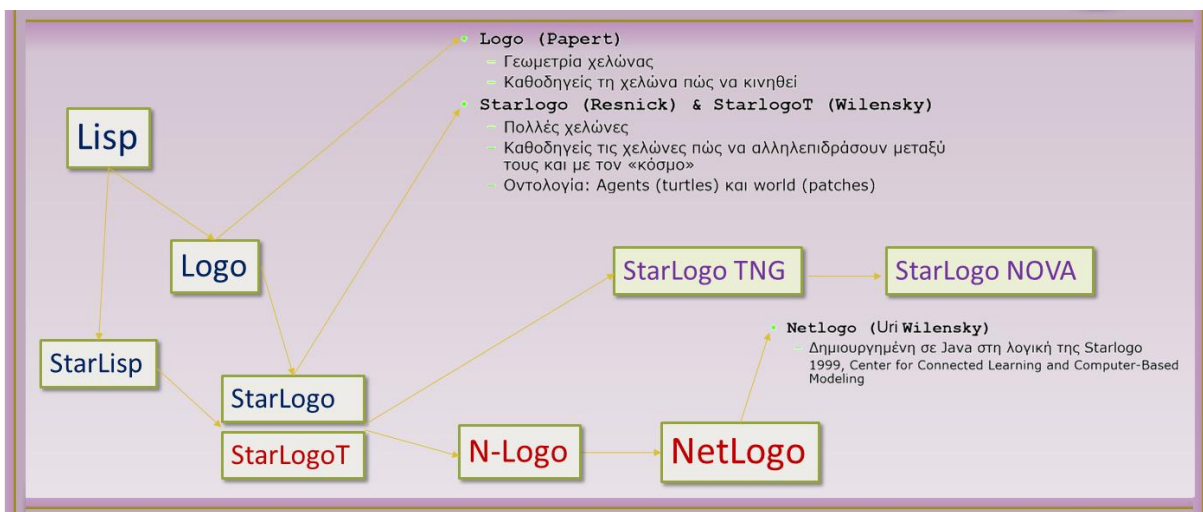 • Logo (Papert)
– Γεωμετρία χελώνας
– Καθοδηγείς τη χελώνα πώς να κινηθεί
• Starlogo (Resnick) & StarlogoT (Wilensky)
– Πολλές χελώνες
– Καθοδηγείς τις χελώνες πώς να αλληλεπιδράσουν μεταξύ
τους και με τον «κόσμο»
– Οντολογία: Agents (turtles) και world (patches)
Lisp
Logo
StarLogo TNG
StarLogo NOVA
• Netlogo (Uri Wilensky)
– Δημιουργημένη σε Java στη λογική της Starlogo
1999, Center for Connected Learning and Computer-Based
Modeling
StarLisp
StarLogo
StarLogoT
N-Logo
NetLogo